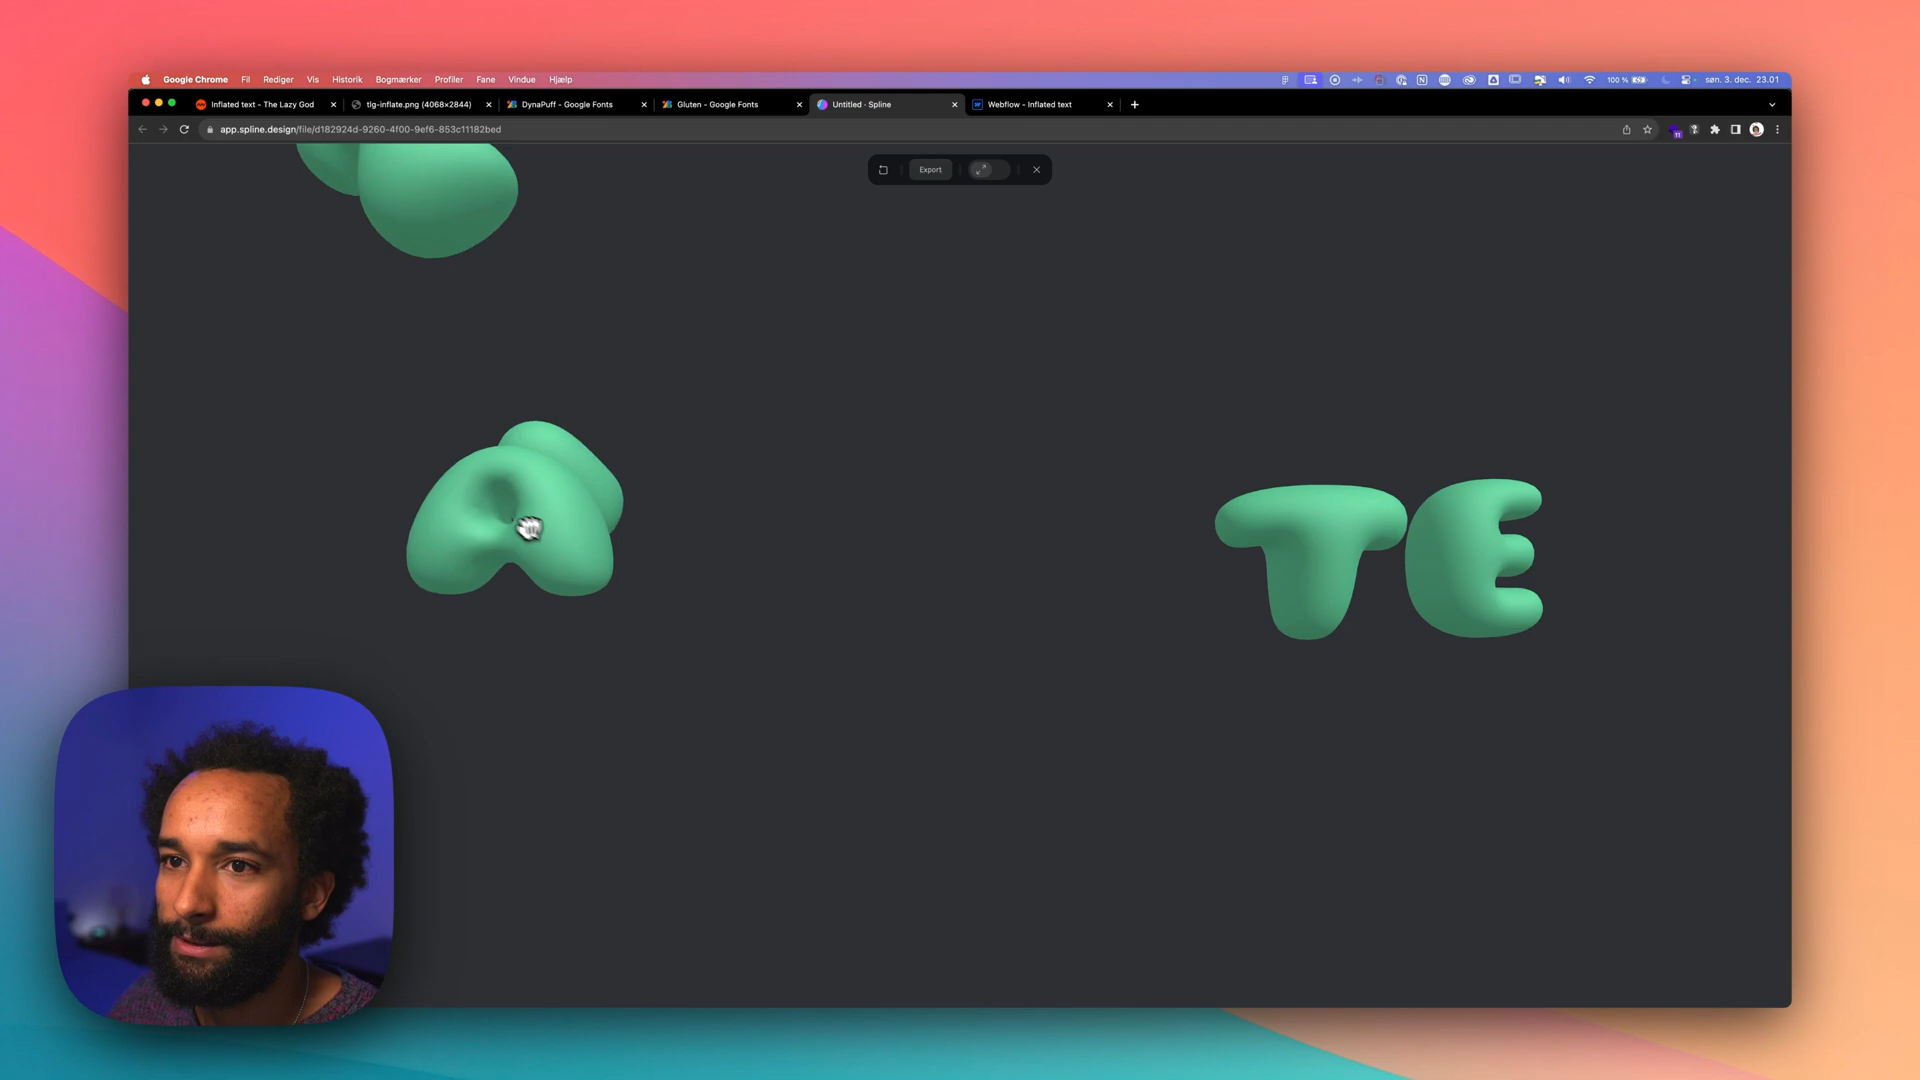 Google Chrome Fil Rediger Vis Historik Bogmærker Profiler Fane Vindue Hjælp 100 % søn. 3. dec. 23.01
Inflated text - The Lazy God tlg-inflate.png (4068×2844) DynaPuff - Google Fonts Gluten - Google Fonts Untitled · Spline Webflow - Inflated text
app.spline.design/file/d182924d-9260-4f00-9ef6-853c11182bed
11
Export
A TE